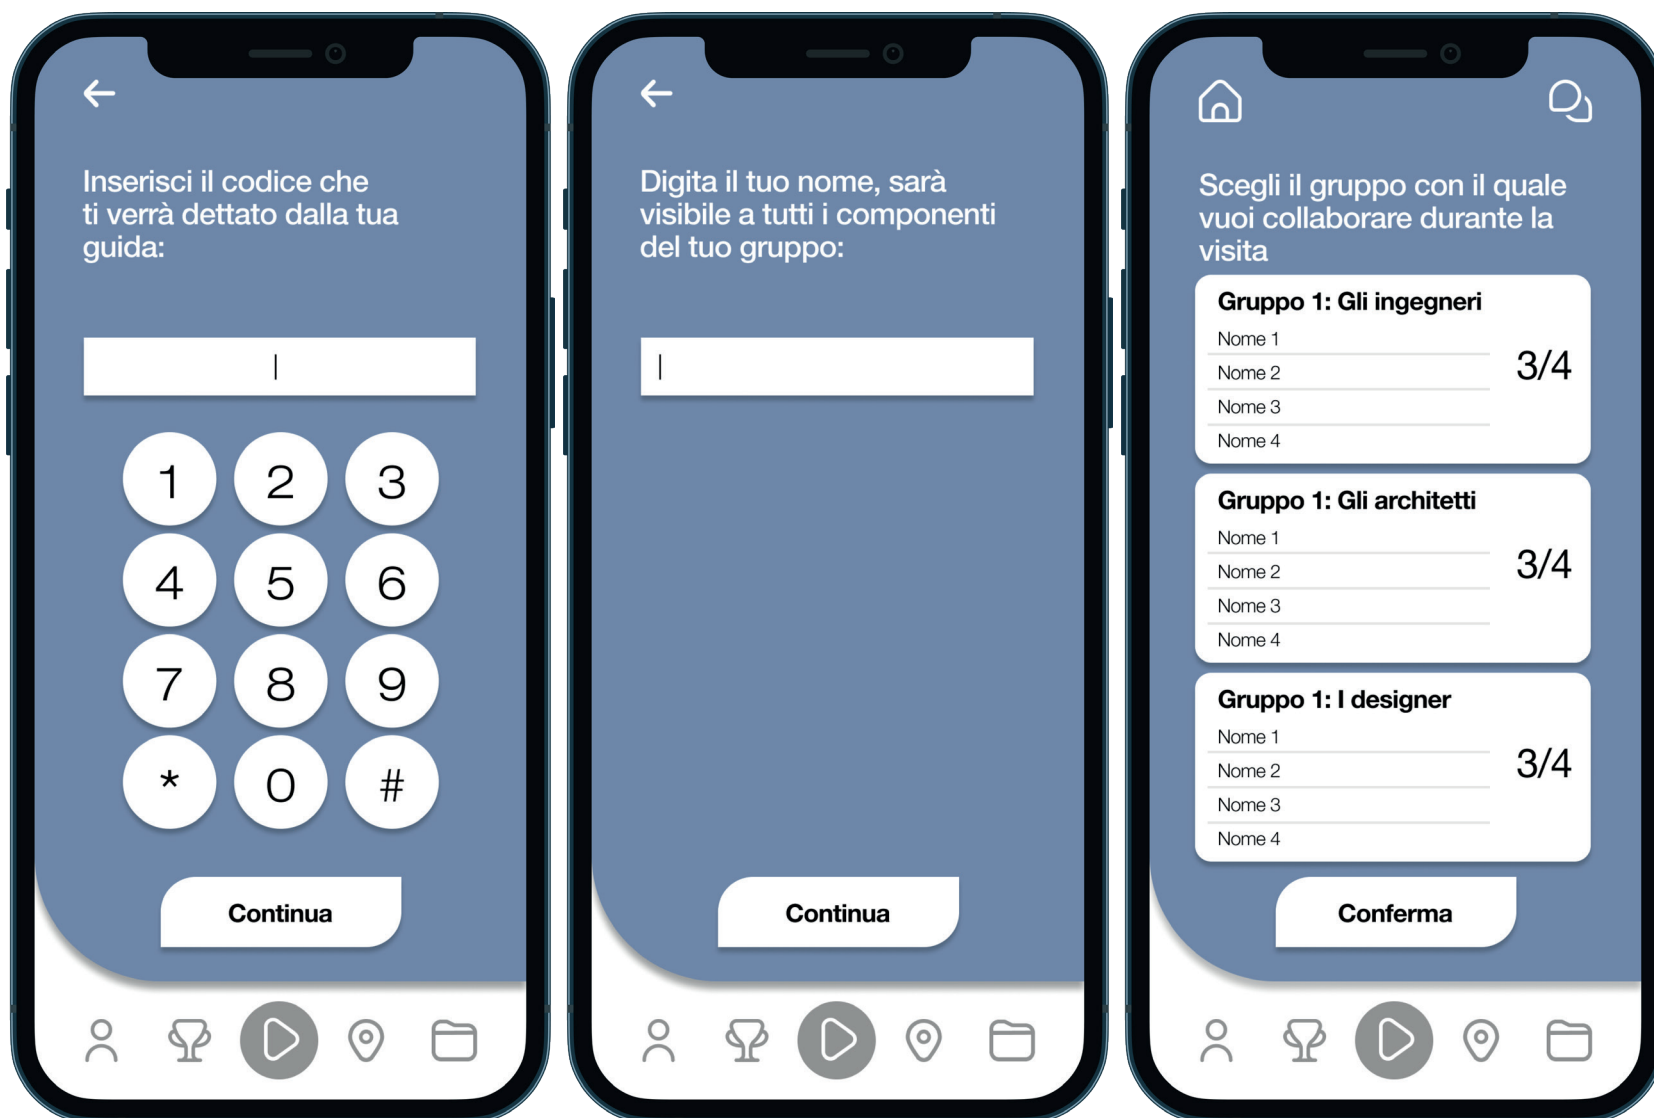 Inserisci il codice che
ti verrà dettato dalla tua
guida:
1 2 3
4 5 6
7 8 9
* 0 #
Continua
Digita il tuo nome, sarà
visibile a tutti i componenti
del tuo gruppo:
Continua
Scegli il gruppo con il quale
vuoi collaborare durante la
visita
Gruppo 1: Gli ingegneri
Nome 1
Nome 2
Nome 3
Nome 4
3/4
Gruppo 1: Gli architetti
Nome 1
Nome 2
Nome 3
Nome 4
3/4
Gruppo 1: I designer
Nome 1
Nome 2
Nome 3
Nome 4
3/4
Conferma